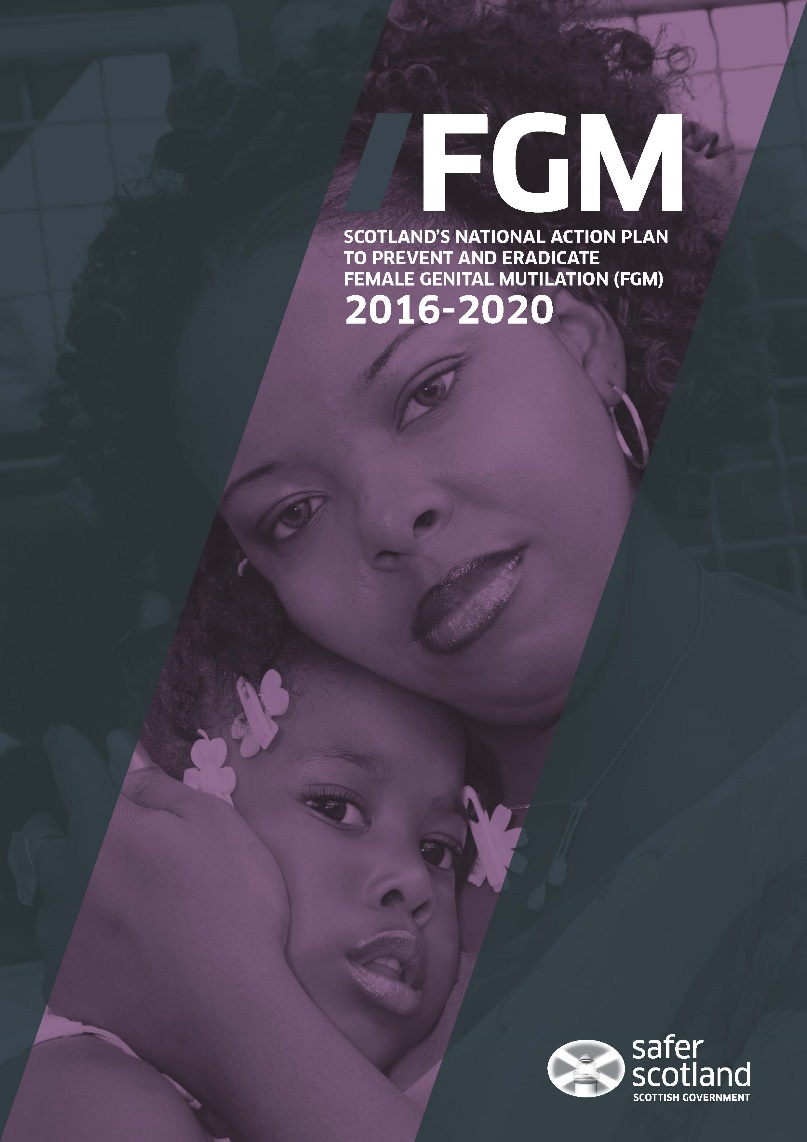 FGM
SCOTLAND'S NATIONAL ACTION PLAN
TO PREVENT AND ERADICATE
FEMALE GENITAL MUTILATION (FGM)
2016-2020
safer
scotland
SCOTTISH GOVERNMENT